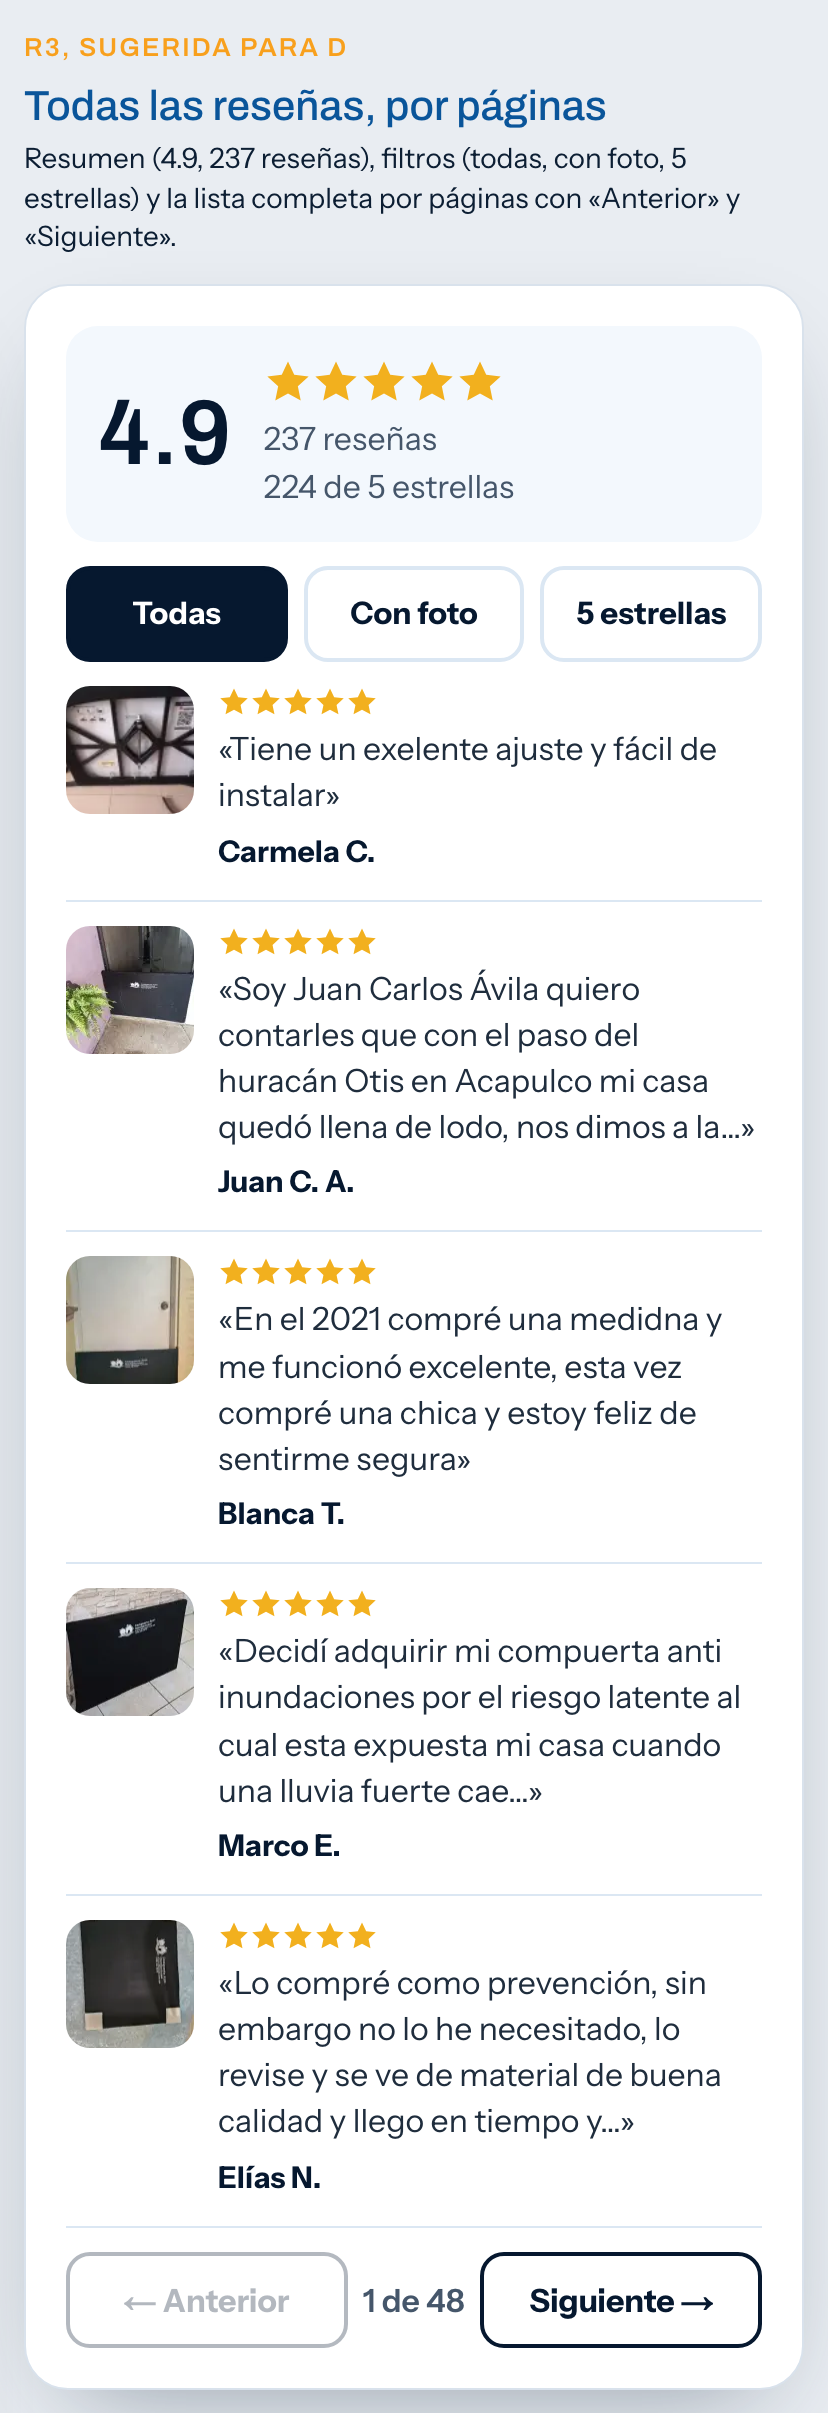 R3, SUGERIDA PARA D
Todas las reseñas, por páginas
Resumen (4.9, 237 reseñas), filtros (todas, con foto, 5
estrellas) y la lista completa por páginas con «Anterior» y
«Siguiente».
4.9
237 reseñas
224 de 5 estrellas
Todas
Con foto
5 estrellas
«Tiene un exelente ajuste y fácil de
instalar»
Carmela C.
«Soy Juan Carlos Ávila quiero
contarles que con el paso del
huracán Otis en Acapulco mi casa
quedó llena de lodo, nos dimos a la...»
Juan C. A.
«En el 2021 compré una medidna y
me funcionó excelente, esta vez
compré una chica y estoy feliz de
sentirme segura»
Blanca T.
«Decidí adquirir mi compuerta anti
inundaciones por el riesgo latente al
cual esta expuesta mi casa cuando
una lluvia fuerte cae...»
Marco E.
«Lo compré como prevención, sin
embargo no lo he necesitado, lo
revise y se ve de material de buena
calidad y llego en tiempo y...»
Elías N.
← Anterior
1 de 48
Siguiente →